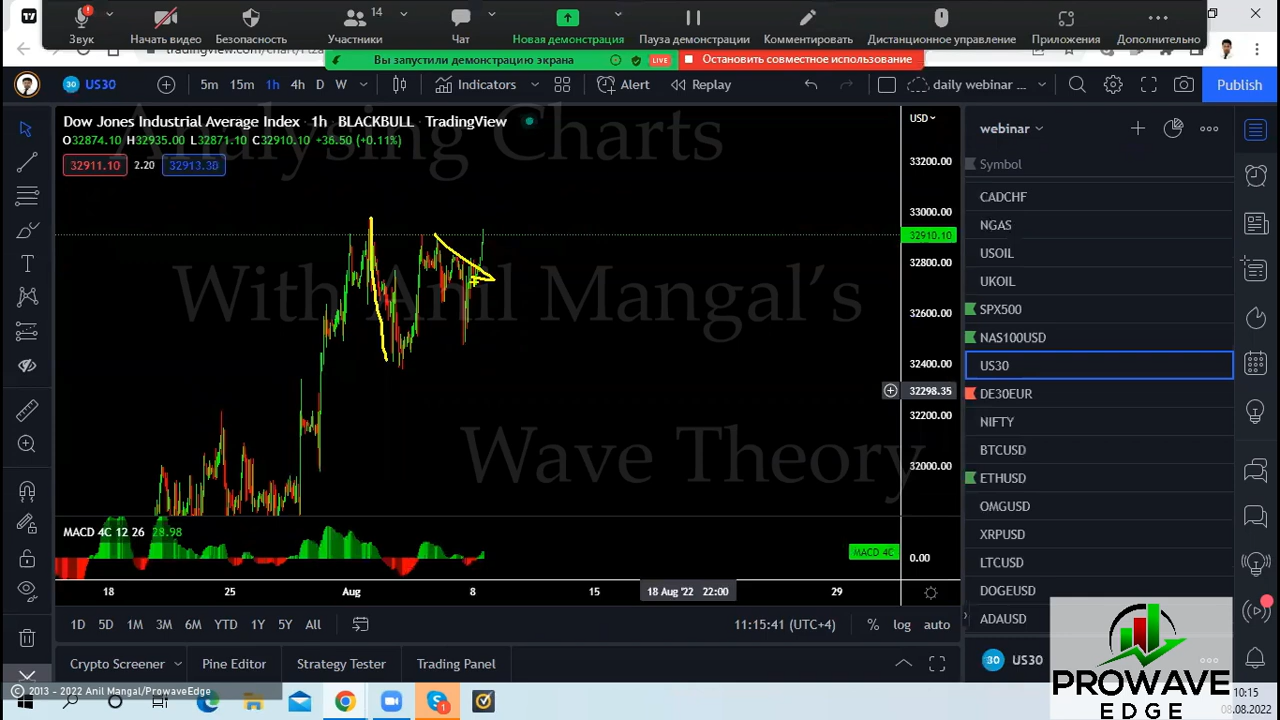 14
Звук
Начать видео
Безопасность
Участники
Чат
Новая демонстрация
Пауза демонстрации
Комментировать
Дистанционное управление
Приложения
Дополнительно
Вы запустили демонстрацию экрана
LIVE
Остановить совместное использование
30 US30
5m 15m 1h 4h D W
Indicators
Alert
Replay
daily webinar ...
Publish
Analysing Charts
With Anil Mangal's
Wave Theory
Dow Jones Industrial Average Index · 1h · BLACKBULL · TradingView
O32874.10 H32935.00 L32871.10 C32910.10 +36.50 (+0.11%)
32911.10 2.20 32913.30
USD
33200.00
33000.00
32910.10
32800.00
32600.00
32400.00
32298.35
32200.00
32000.00
MACD 4C 12 26 28.98
MACD 4C
0.00
18 25 Aug 8 15 18 Aug '22 22:00 29
1D 5D 1M 3M 6M YTD 1Y 5Y All
11:15:41 (UTC+4)
% log auto
Crypto Screener
Pine Editor
Strategy Tester
Trading Panel
webinar
Symbol
CADCHF
NGAS
USOIL
UKOIL
SPX500
NAS100USD
US30
DE30EUR
NIFTY
BTCUSD
ETHUSD
OMGUSD
XRPUSD
LTCUSD
DOGEUSD
ADAUSD
30 US30
PROWAVE
EDGE
© 2013 - 2022 Anil Mangal/ProwaveEdge
10:15
08.08.2022